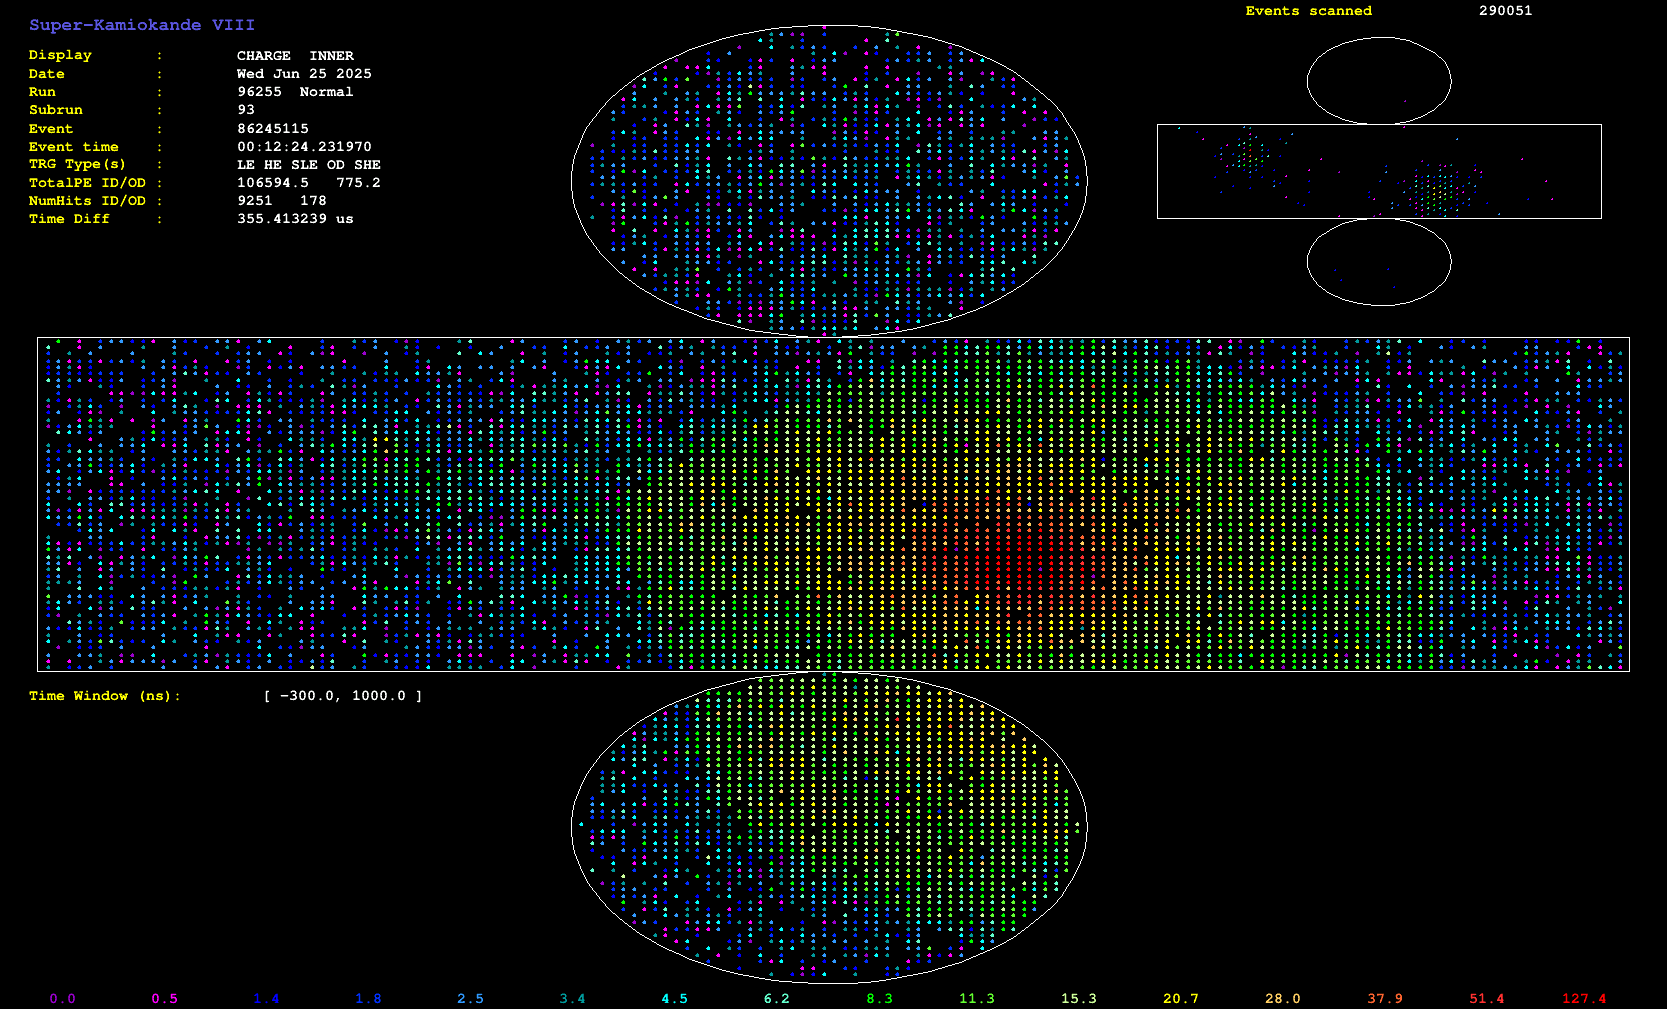 Super-Kamiokande VIII
Events scanned 290051
Display : CHARGE INNER
Date : Wed Jun 25 2025
Run : 96255 Normal
Subrun : 93
Event : 86245115
Event time : 00:12:24.231970
TRG Type(s) : LE HE SLE OD SHE
TotalPE ID/OD : 106594.5 775.2
NumHits ID/OD : 9251 178
Time Diff : 355.413239 us
Time Window (ns): [ -300.0, 1000.0 ]
0.0 0.5 1.4 1.8 2.5 3.4 4.5 6.2 8.3 11.3 15.3 20.7 28.0 37.9 51.4 127.4